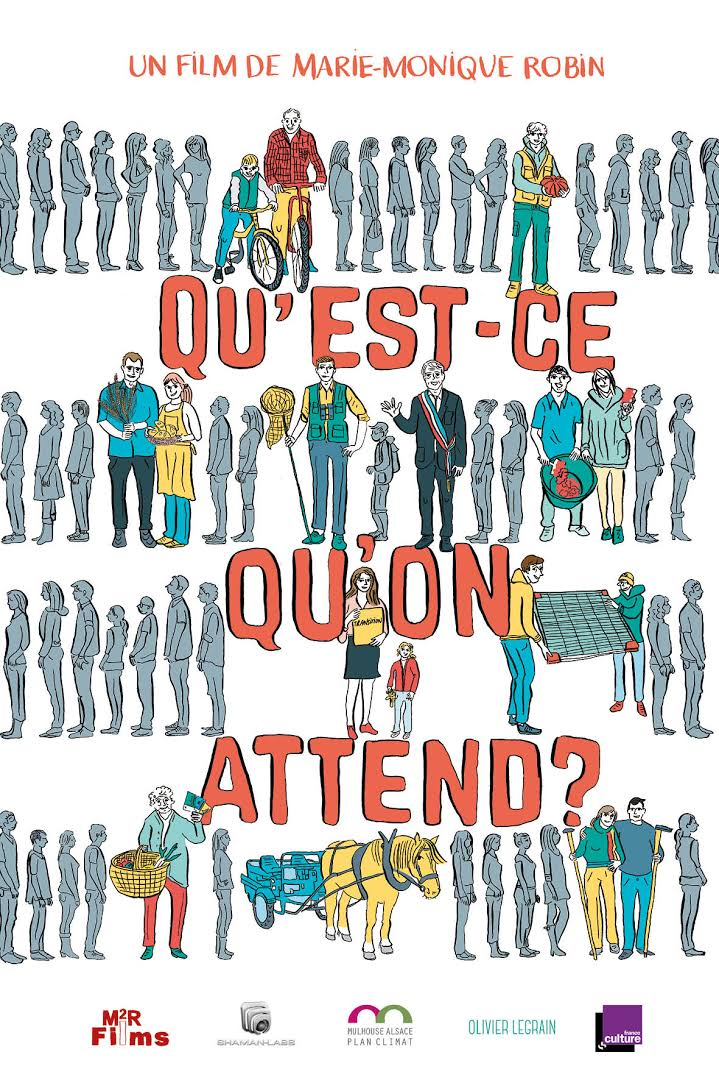 UN FILM DE MARIE-MONIQUE ROBIN
QU'EST-CE
QU'ON
TRANSITION
ATTEND?
M2R
Films
SHAMAN-LABS
MULHOUSE ALSACE
PLAN CLIMAT
OLIVIER LEGRAIN
france
culture